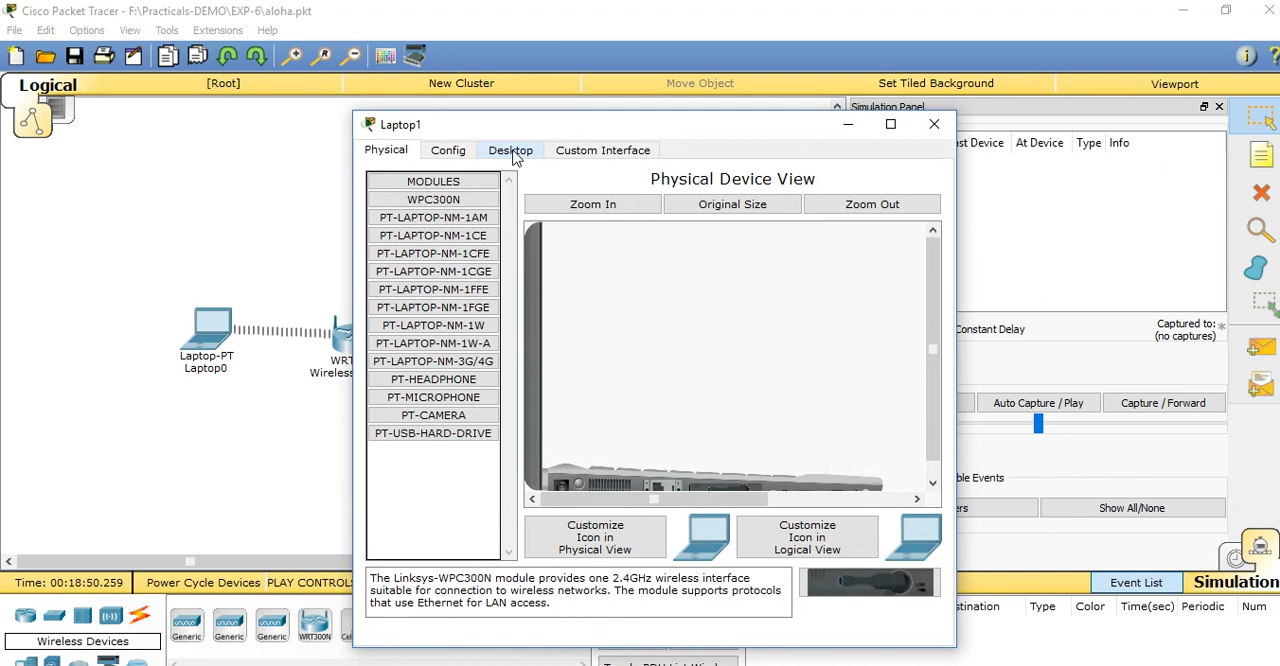 Cisco Packet Tracer - F:\Practicals-DEMO\EXP-6\aloha.pkt
File Edit Options View Tools Extensions Help
Logical [Root] New Cluster Move Object Set Tiled Background Viewport
Simulation Panel
At Device Type Info
Laptop-PT
Laptop0
Constant Delay
Captured to: *
(no captures)
Auto Capture / Play Capture / Forward
Events
Show All/None
Laptop1
Physical Config Desktop Custom Interface
MODULES
WPC300N
PT-LAPTOP-NM-1AM
PT-LAPTOP-NM-1CE
PT-LAPTOP-NM-1CFE
PT-LAPTOP-NM-1CGE
PT-LAPTOP-NM-1FFE
PT-LAPTOP-NM-1FGE
PT-LAPTOP-NM-1W
PT-LAPTOP-NM-1W-A
PT-LAPTOP-NM-3G/4G
PT-HEADPHONE
PT-MICROPHONE
PT-CAMERA
PT-USB-HARD-DRIVE
Physical Device View
Zoom In Original Size Zoom Out
Customize
Icon in
Physical View
Customize
Icon in
Logical View
The Linksys-WPC300N module provides one 2.4GHz wireless interface
suitable for connection to wireless networks. The module supports protocols
that use Ethernet for LAN access.
Time: 00:18:50.259 Power Cycle Devices PLAY CONTROLS
Event List Simulation
Type Color Time(sec) Periodic Num
Wireless Devices
Generic Generic Generic WRT300N